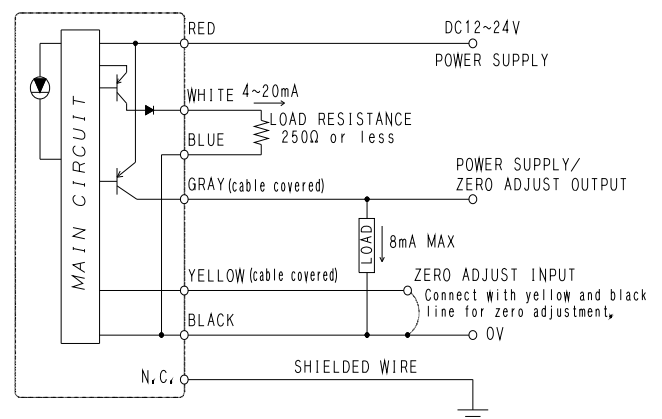 RED
DC12~24V
POWER SUPPLY
WHITE 4~20mA
LOAD RESISTANCE
250Ω or less
BLUE
POWER SUPPLY/
ZERO ADJUST OUTPUT
GRAY(cable covered)
LOAD
8mA MAX
MAIN CIRCUIT
YELLOW(cable covered)
ZERO ADJUST INPUT
Connect with yellow and black
line for zero adjustment,
BLACK
0V
N,C,
SHIELDED WIRE